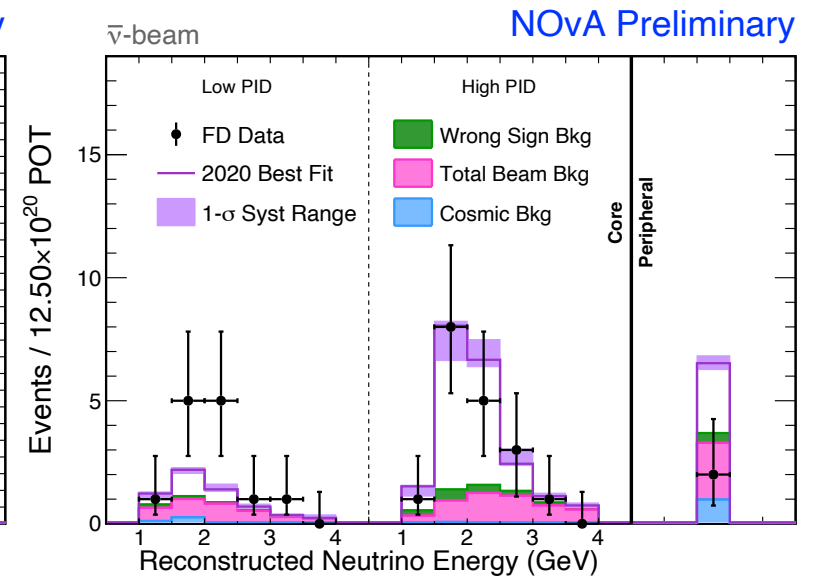 y
ν̅-beam
NOvA Preliminary
Low PID
High PID
FD Data
2020 Best Fit
1-σ Syst Range
Wrong Sign Bkg
Total Beam Bkg
Cosmic Bkg
Core
Peripheral
Events / 12.50×10²⁰ POT
15
10
5
0
1 2 3 4 1 2 3 4
Reconstructed Neutrino Energy (GeV)